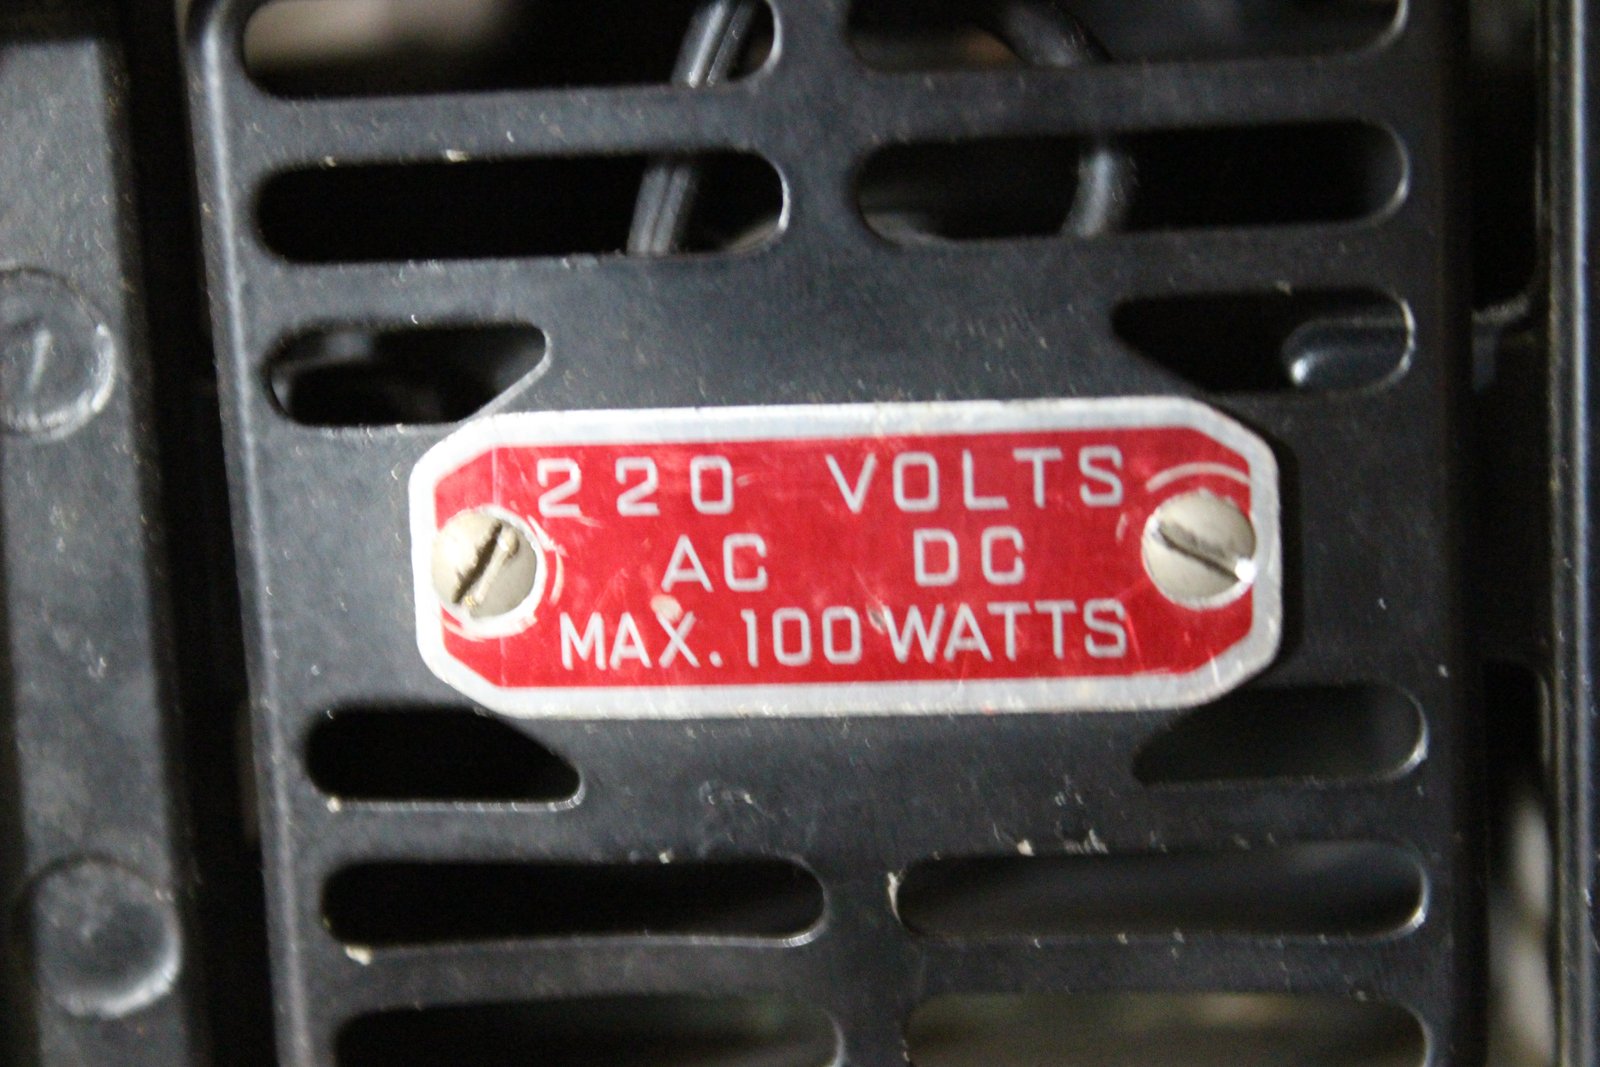 220 VOLTS
AC DC
MAX. 100 WATTS